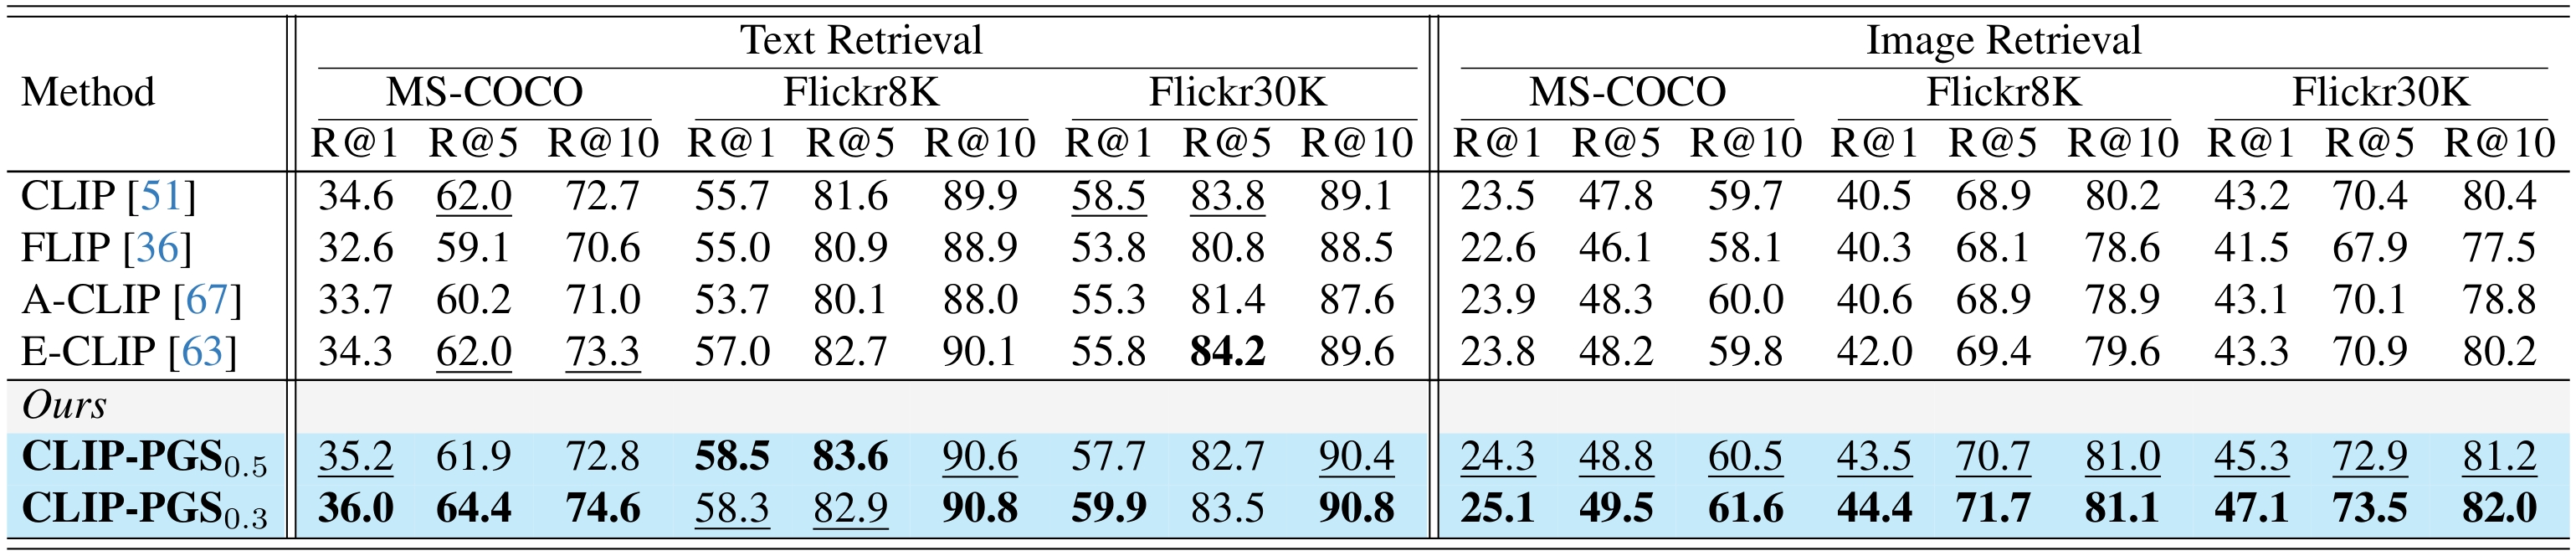 Text Retrieval Image Retrieval
Method MS-COCO Flickr8K Flickr30K MS-COCO Flickr8K Flickr30K
R@1 R@5 R@10 R@1 R@5 R@10 R@1 R@5 R@10 R@1 R@5 R@10 R@1 R@5 R@10 R@1 R@5 R@10
CLIP [51] 34.6 62.0 72.7 55.7 81.6 89.9 58.5 83.8 89.1 23.5 47.8 59.7 40.5 68.9 80.2 43.2 70.4 80.4
FLIP [36] 32.6 59.1 70.6 55.0 80.9 88.9 53.8 80.8 88.5 22.6 46.1 58.1 40.3 68.1 78.6 41.5 67.9 77.5
A-CLIP [67] 33.7 60.2 71.0 53.7 80.1 88.0 55.3 81.4 87.6 23.9 48.3 60.0 40.6 68.9 78.9 43.1 70.1 78.8
E-CLIP [63] 34.3 62.0 73.3 57.0 82.7 90.1 55.8 84.2 89.6 23.8 48.2 59.8 42.0 69.4 79.6 43.3 70.9 80.2
Ours
CLIP-PGS0.5 35.2 61.9 72.8 58.5 83.6 90.6 57.7 82.7 90.4 24.3 48.8 60.5 43.5 70.7 81.0 45.3 72.9 81.2
CLIP-PGS0.3 36.0 64.4 74.6 58.3 82.9 90.8 59.9 83.5 90.8 25.1 49.5 61.6 44.4 71.7 81.1 47.1 73.5 82.0